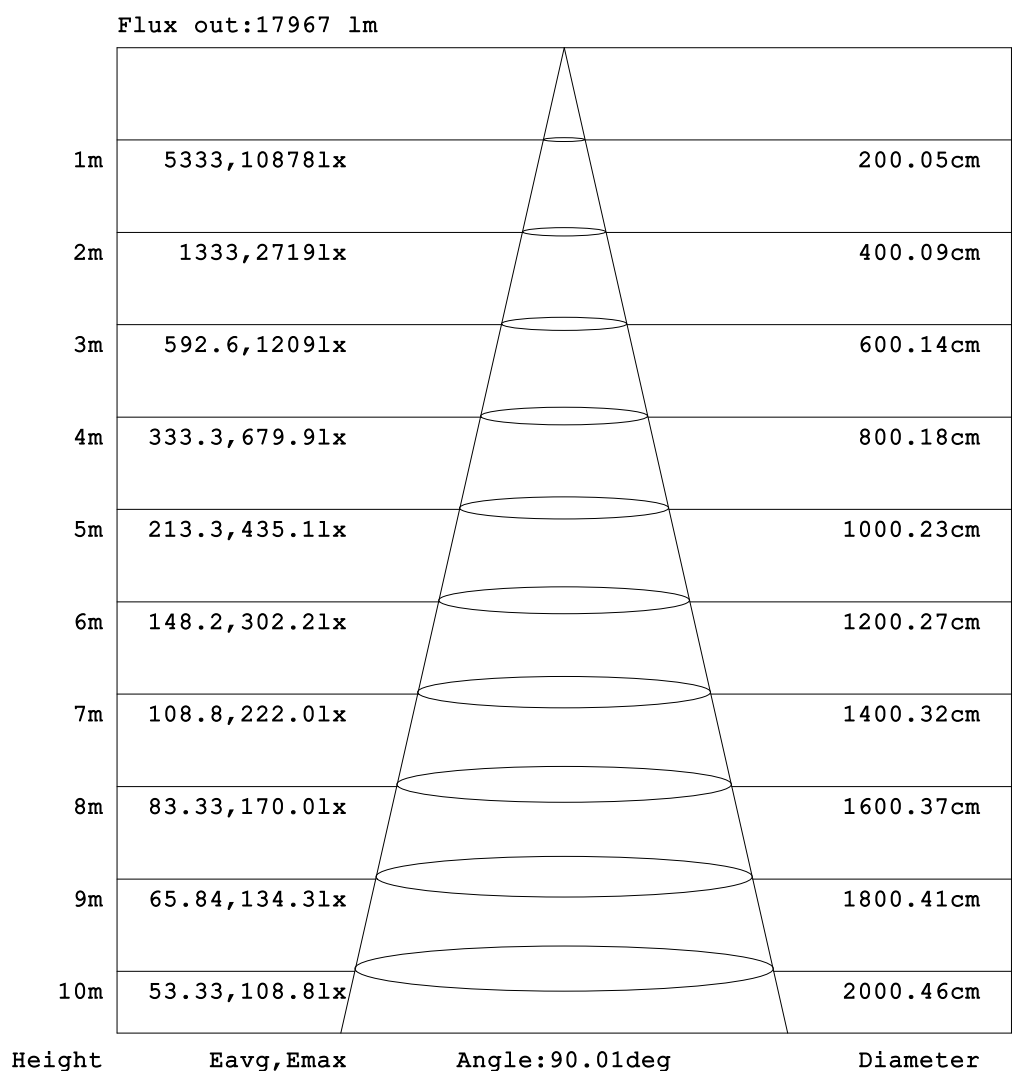 Flux out:17967 lm
1m 5333,10878lx 200.05cm
2m 1333,2719lx 400.09cm
3m 592.6,1209lx 600.14cm
4m 333.3,679.9lx 800.18cm
5m 213.3,435.1lx 1000.23cm
6m 148.2,302.2lx 1200.27cm
7m 108.8,222.0lx 1400.32cm
8m 83.33,170.0lx 1600.37cm
9m 65.84,134.3lx 1800.41cm
10m 53.33,108.8lx 2000.46cm
Height Eavg,Emax Angle:90.01deg Diameter